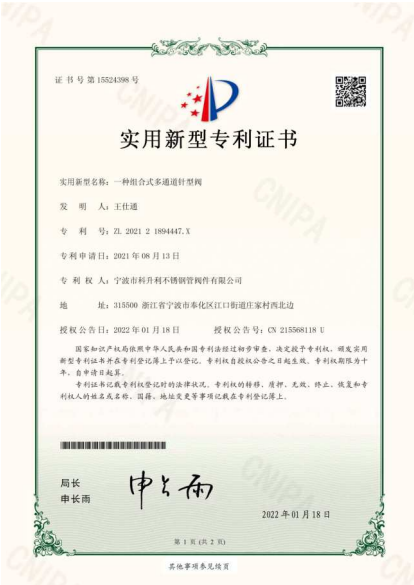 证书号第15524398号
实用新型专利证书
实用新型名称：一种组合式多通道针型阀
发明人：王仕通
专利号：ZL 2021 2 1894447.X
专利申请日：2021年08月13日
专利权人：宁波市科升利不锈钢管阀件有限公司
地址：315500 浙江省宁波市奉化区江口街道庄家村西北边
授权公告日：2022年01月18日 授权公告号：CN 215568118 U
国家知识产权局依照中华人民共和国专利法经过初步审查，决定授予专利权，颁发实用
新型专利证书并在专利登记簿上予以登记。专利权自授权公告之日起生效。专利权期限为十
年，自申请日起算。
专利证书记载专利权登记时的法律状况。专利权的转移、质押、无效、终止、恢复和专
利权人的姓名或名称、国籍、地址变更等事项记载在专利登记簿上。
局长
申长雨
申长雨
2022年01月18日
第 1 页 (共 2 页)
其他事项参见续页
CNIPA
CNIPA
CNIPA